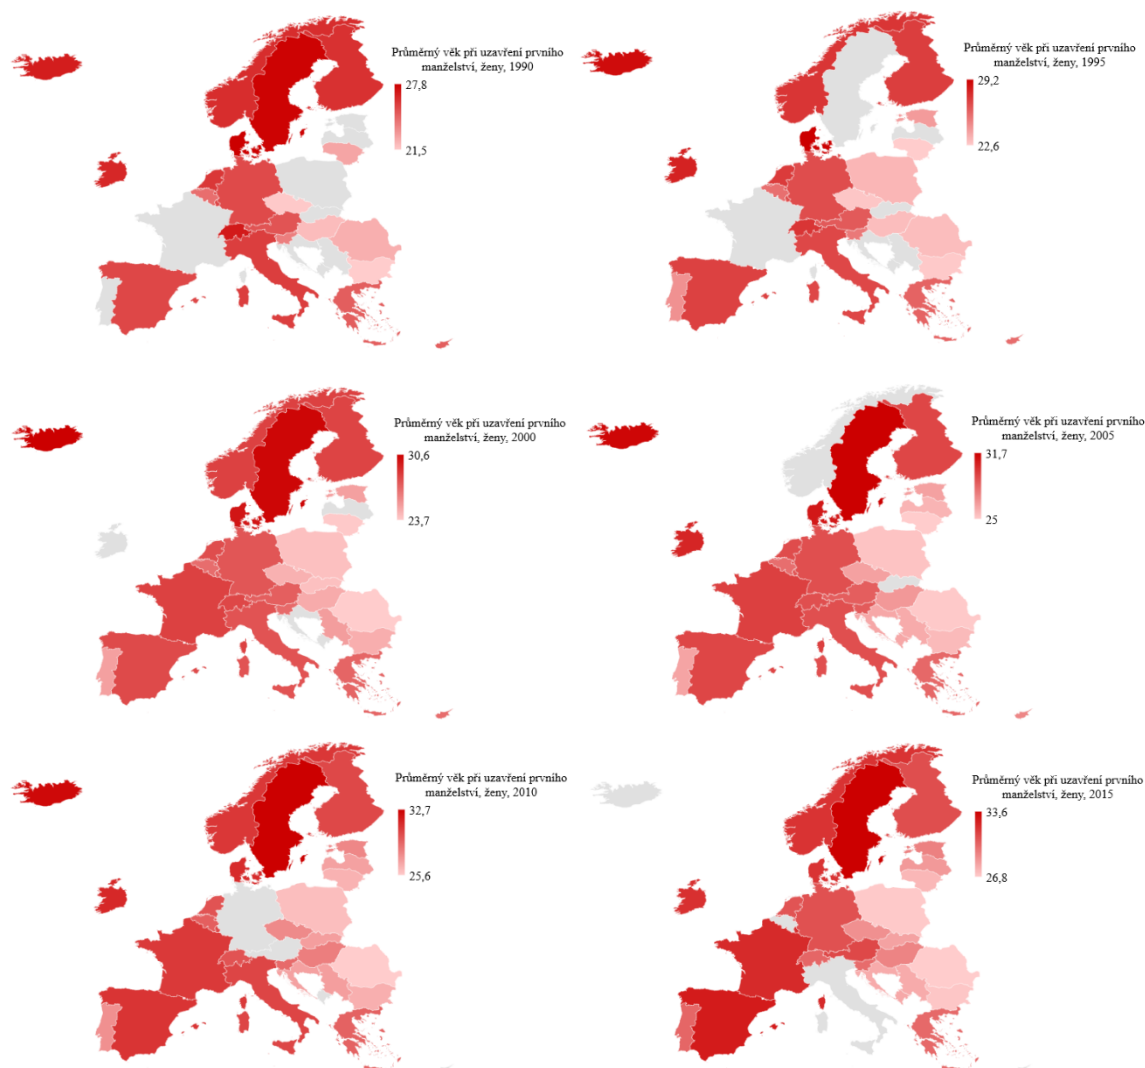 Průměrný věk při uzavření prvního
manželství, ženy, 1990
27,8
21,5
Průměrný věk při uzavření prvního
manželství, ženy, 1995
29,2
22,6
Průměrný věk při uzavření prvního
manželství, ženy, 2000
30,6
23,7
Průměrný věk při uzavření prvního
manželství, ženy, 2005
31,7
25
Průměrný věk při uzavření prvního
manželství, ženy, 2010
32,7
25,6
Průměrný věk při uzavření prvního
manželství, ženy, 2015
33,6
26,8